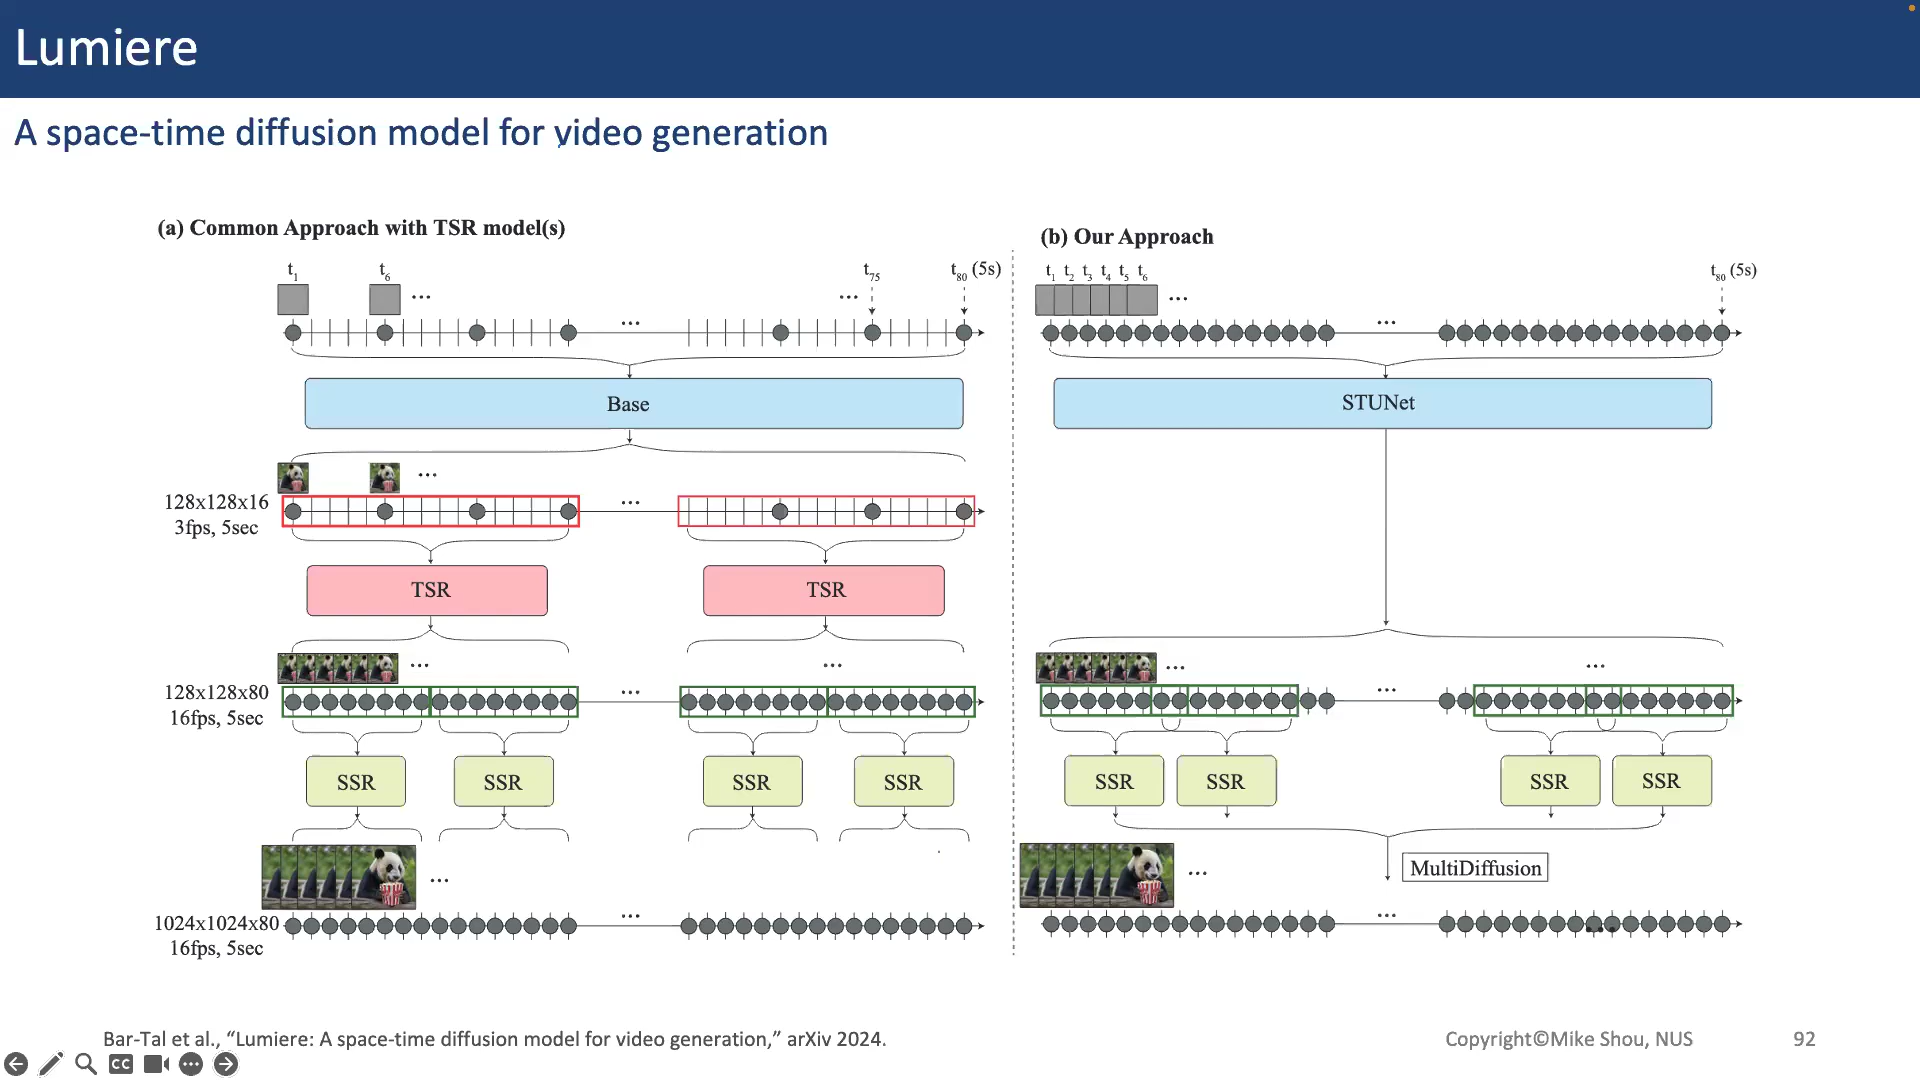 Lumiere
A space-time diffusion model for video generation
(a) Common Approach with TSR model(s)
t1 t6 ... ... t75 t80 (5s)
...
Base
...
128x128x16
3fps, 5sec
...
TSR TSR
... ...
128x128x80
16fps, 5sec
...
SSR SSR SSR SSR
...
1024x1024x80
16fps, 5sec
...
(b) Our Approach
t1 t2 t3 t4 t5 t6 t80 (5s)
...
...
STUNet
... ...
...
SSR SSR SSR SSR
MultiDiffusion
...
...
Bar-Tal et al., “Lumiere: A space-time diffusion model for video generation,” arXiv 2024.
Copyright©Mike Shou, NUS 92
CC